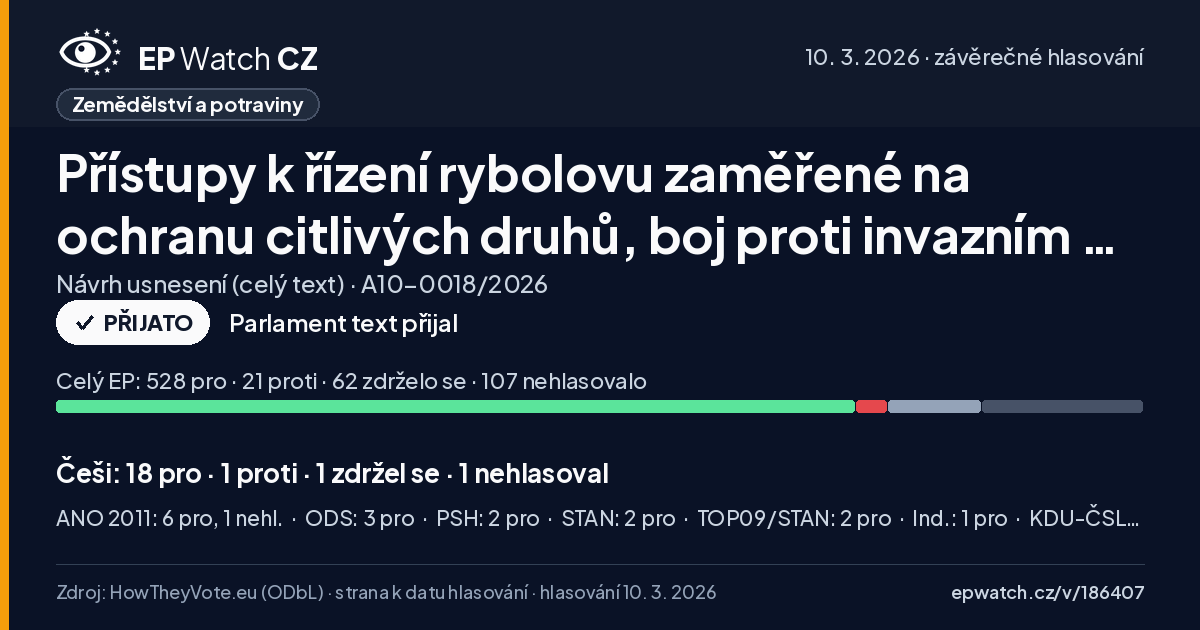 EP Watch CZ
10. 3. 2026 · závěrečné hlasování
Zemědělství a potraviny
Přístupy k řízení rybolovu zaměřené na
ochranu citlivých druhů, boj proti invazním …
Návrh usnesení (celý text) · A10–0018/2026
✓ PŘIJATO Parlament text přijal
Celý EP: 528 pro · 21 proti · 62 zdrželo se · 107 nehlasovalo
Češi: 18 pro · 1 proti · 1 zdržel se · 1 nehlasoval
ANO 2011: 6 pro, 1 nehl. · ODS: 3 pro · PSH: 2 pro · STAN: 2 pro · TOP09/STAN: 2 pro · Ind.: 1 pro · KDU-ČSL…
Zdroj: HowTheyVote.eu (ODbL) · strana k datu hlasování · hlasování 10. 3. 2026
epwatch.cz/v/186407